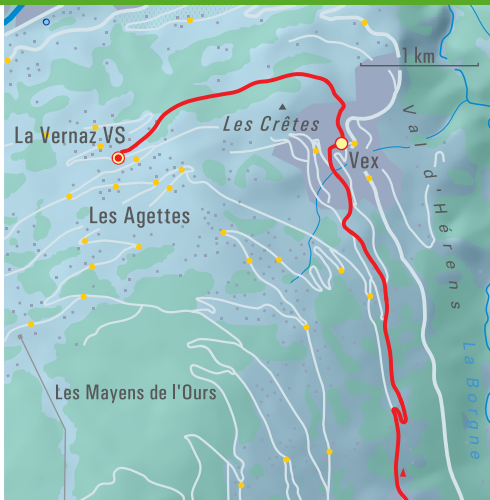 1 km
Les Crêtes
La Vernaz VS
Vex
Val d'Hérens
Les Agettes
La Borgne
Les Mayens de l'Ours